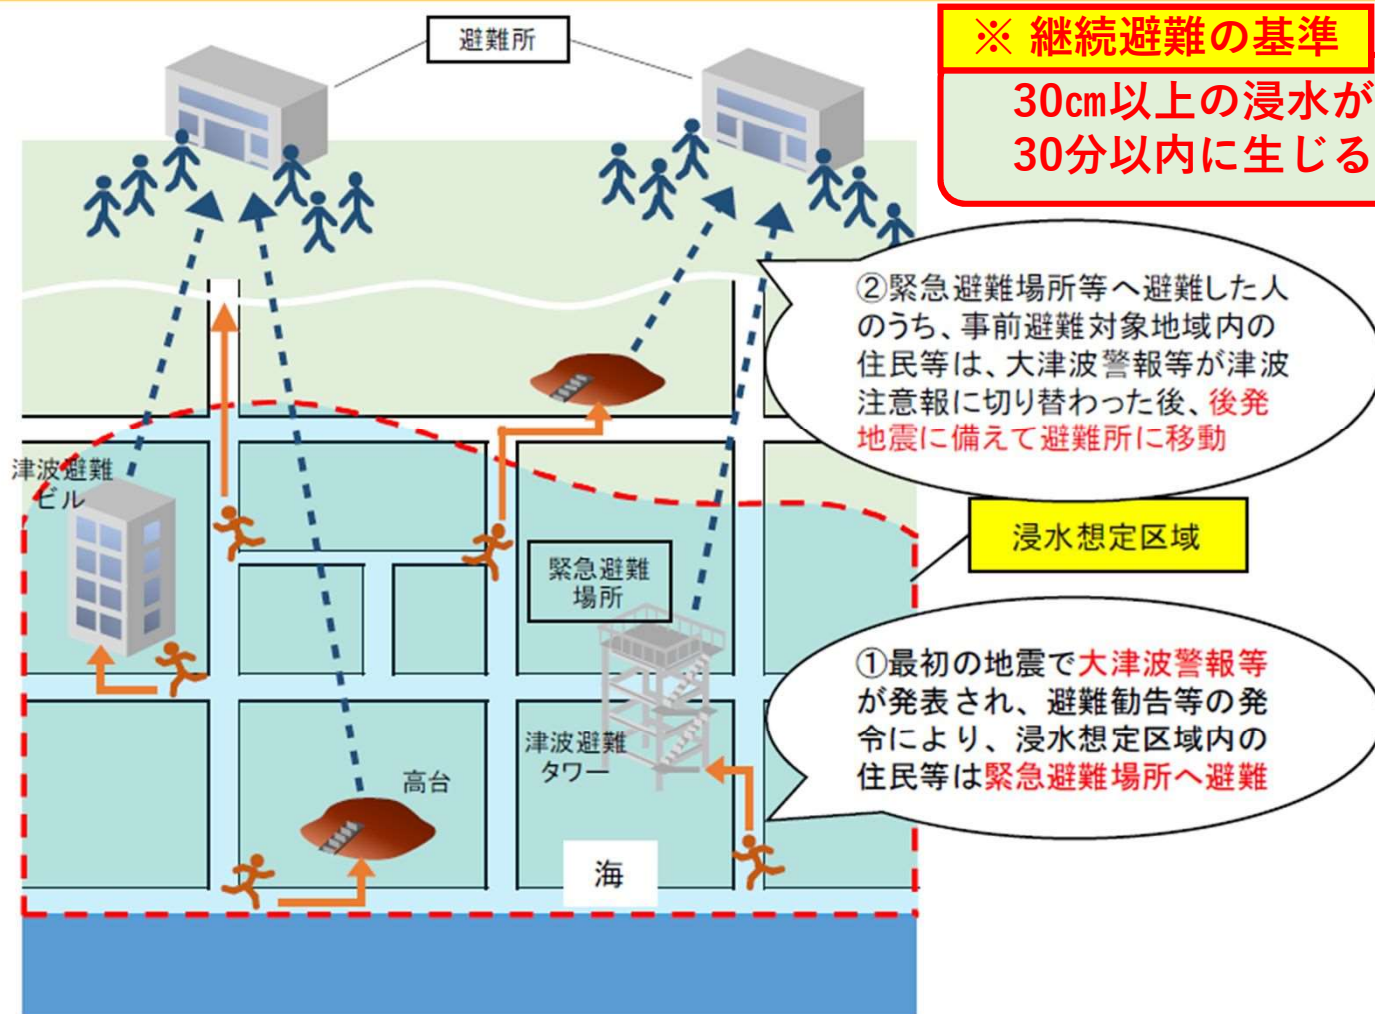 避難所
※ 継続避難の基準
30㎝以上の浸水が
30分以内に生じる
②緊急避難場所等へ避難した人
のうち、事前避難対象地域内の
住民等は、大津波警報等が津波
注意報に切り替わった後、後発
地震に備えて避難所に移動
津波避難
ビル
浸水想定区域
緊急避難
場所
①最初の地震で大津波警報等
が発表され、避難勧告等の発
令により、浸水想定区域内の
住民等は緊急避難場所へ避難
津波避難
タワー
高台
海